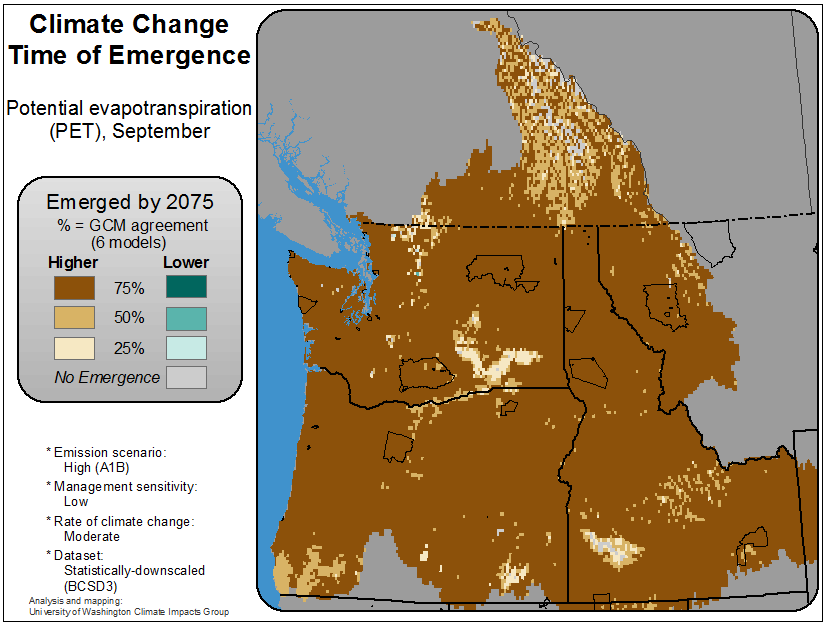 Climate Change
Time of Emergence
Potential evapotranspiration
(PET), September
Emerged by 2075
% = GCM agreement
(6 models)
Higher Lower
75%
50%
25%
No Emergence
* Emission scenario:
High (A1B)
* Management sensitivity:
Low
* Rate of climate change:
Moderate
* Dataset:
Statistically-downscaled
(BCSD3)
Analysis and mapping:
University of Washington Climate Impacts Group